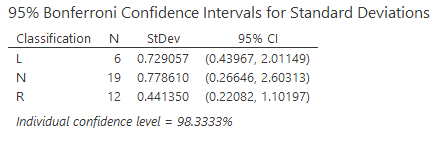 95% Bonferroni Confidence Intervals for Standard Deviations
Classification N StDev 95% CI
L 6 0.729057 (0.43967, 2.01149)
N 19 0.778610 (0.26646, 2.60313)
R 12 0.441350 (0.22082, 1.10197)
Individual confidence level = 98.3333%